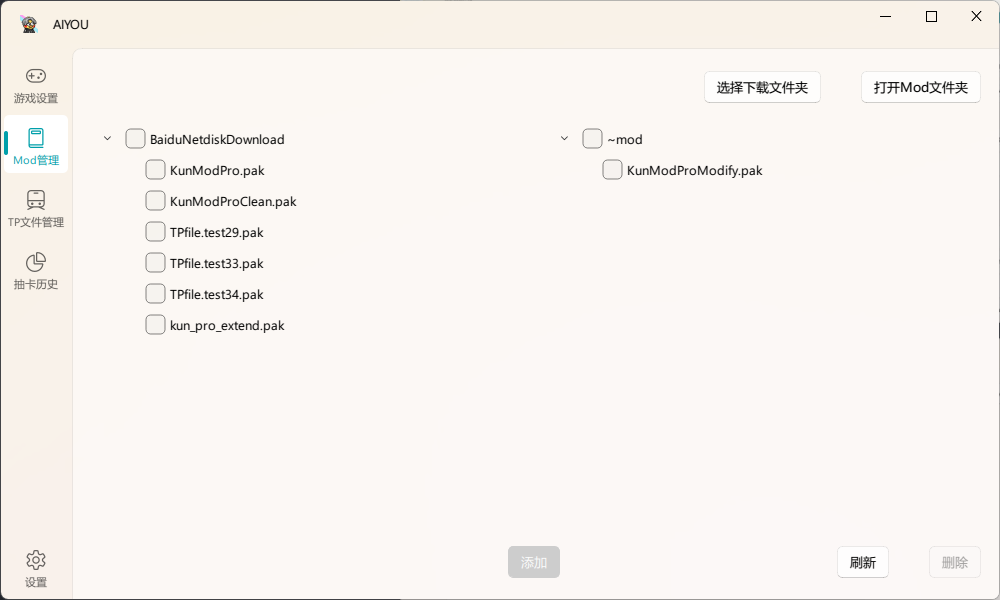 AIYOU
游戏设置
Mod管理
TP文件管理
抽卡历史
设置
选择下载文件夹
打开Mod文件夹
BaiduNetdiskDownload
KunModPro.pak
KunModProClean.pak
TPfile.test29.pak
TPfile.test33.pak
TPfile.test34.pak
kun_pro_extend.pak
~mod
KunModProModify.pak
添加
刷新
删除